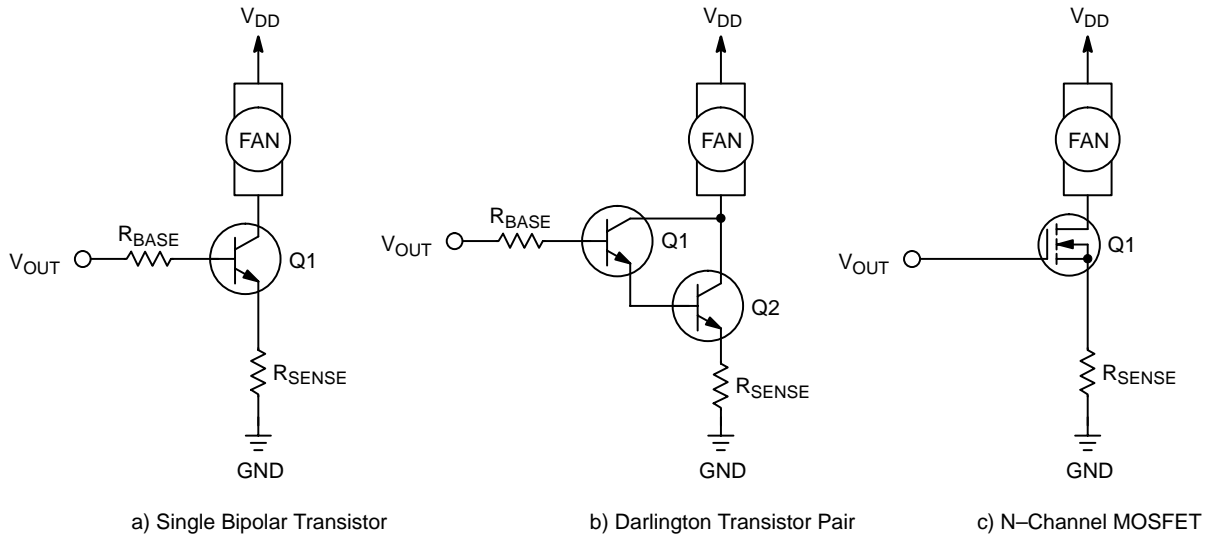 VDD
FAN
RBASE
VOUT
Q1
RSENSE
GND
a) Single Bipolar Transistor
VDD
FAN
RBASE
VOUT
Q1
Q2
RSENSE
GND
b) Darlington Transistor Pair
VDD
FAN
Q1
VOUT
RSENSE
GND
c) N–Channel MOSFET